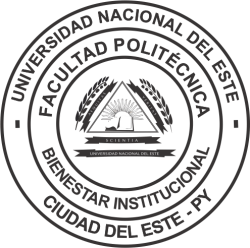 UNIVERSIDAD NACIONAL DEL ESTE
FACULTAD POLITÉCNICA
SCIENTIA
UNIVERSIDAD NACIONAL DEL ESTE
BIENESTAR INSTITUCIONAL
CIUDAD DEL ESTE - PY